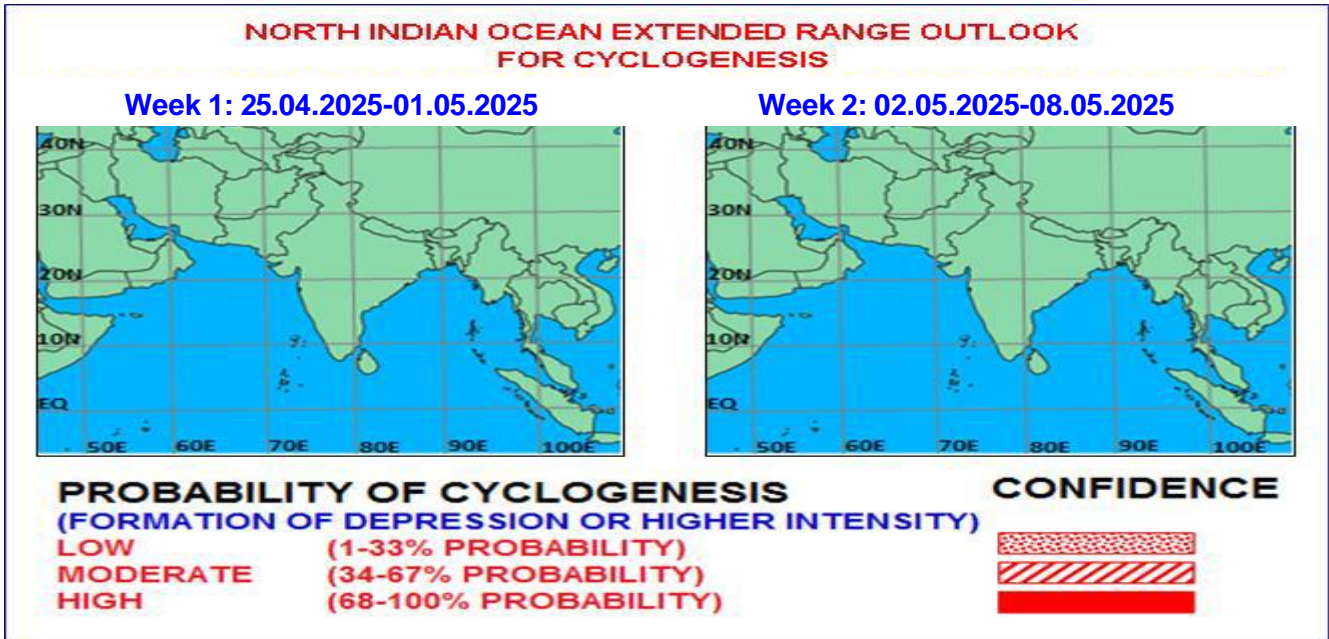 NORTH INDIAN OCEAN EXTENDED RANGE OUTLOOK
FOR CYCLOGENESIS
Week 1: 25.04.2025-01.05.2025
40N
30N
20N
10N
EQ
50E 60E 70E 80E 90E 100E
Week 2: 02.05.2025-08.05.2025
40N
30N
20N
10N
EQ
50E 60E 70E 80E 90E 100E
PROBABILITY OF CYCLOGENESIS CONFIDENCE
(FORMATION OF DEPRESSION OR HIGHER INTENSITY)
LOW (1-33% PROBABILITY)
MODERATE (34-67% PROBABILITY)
HIGH (68-100% PROBABILITY)